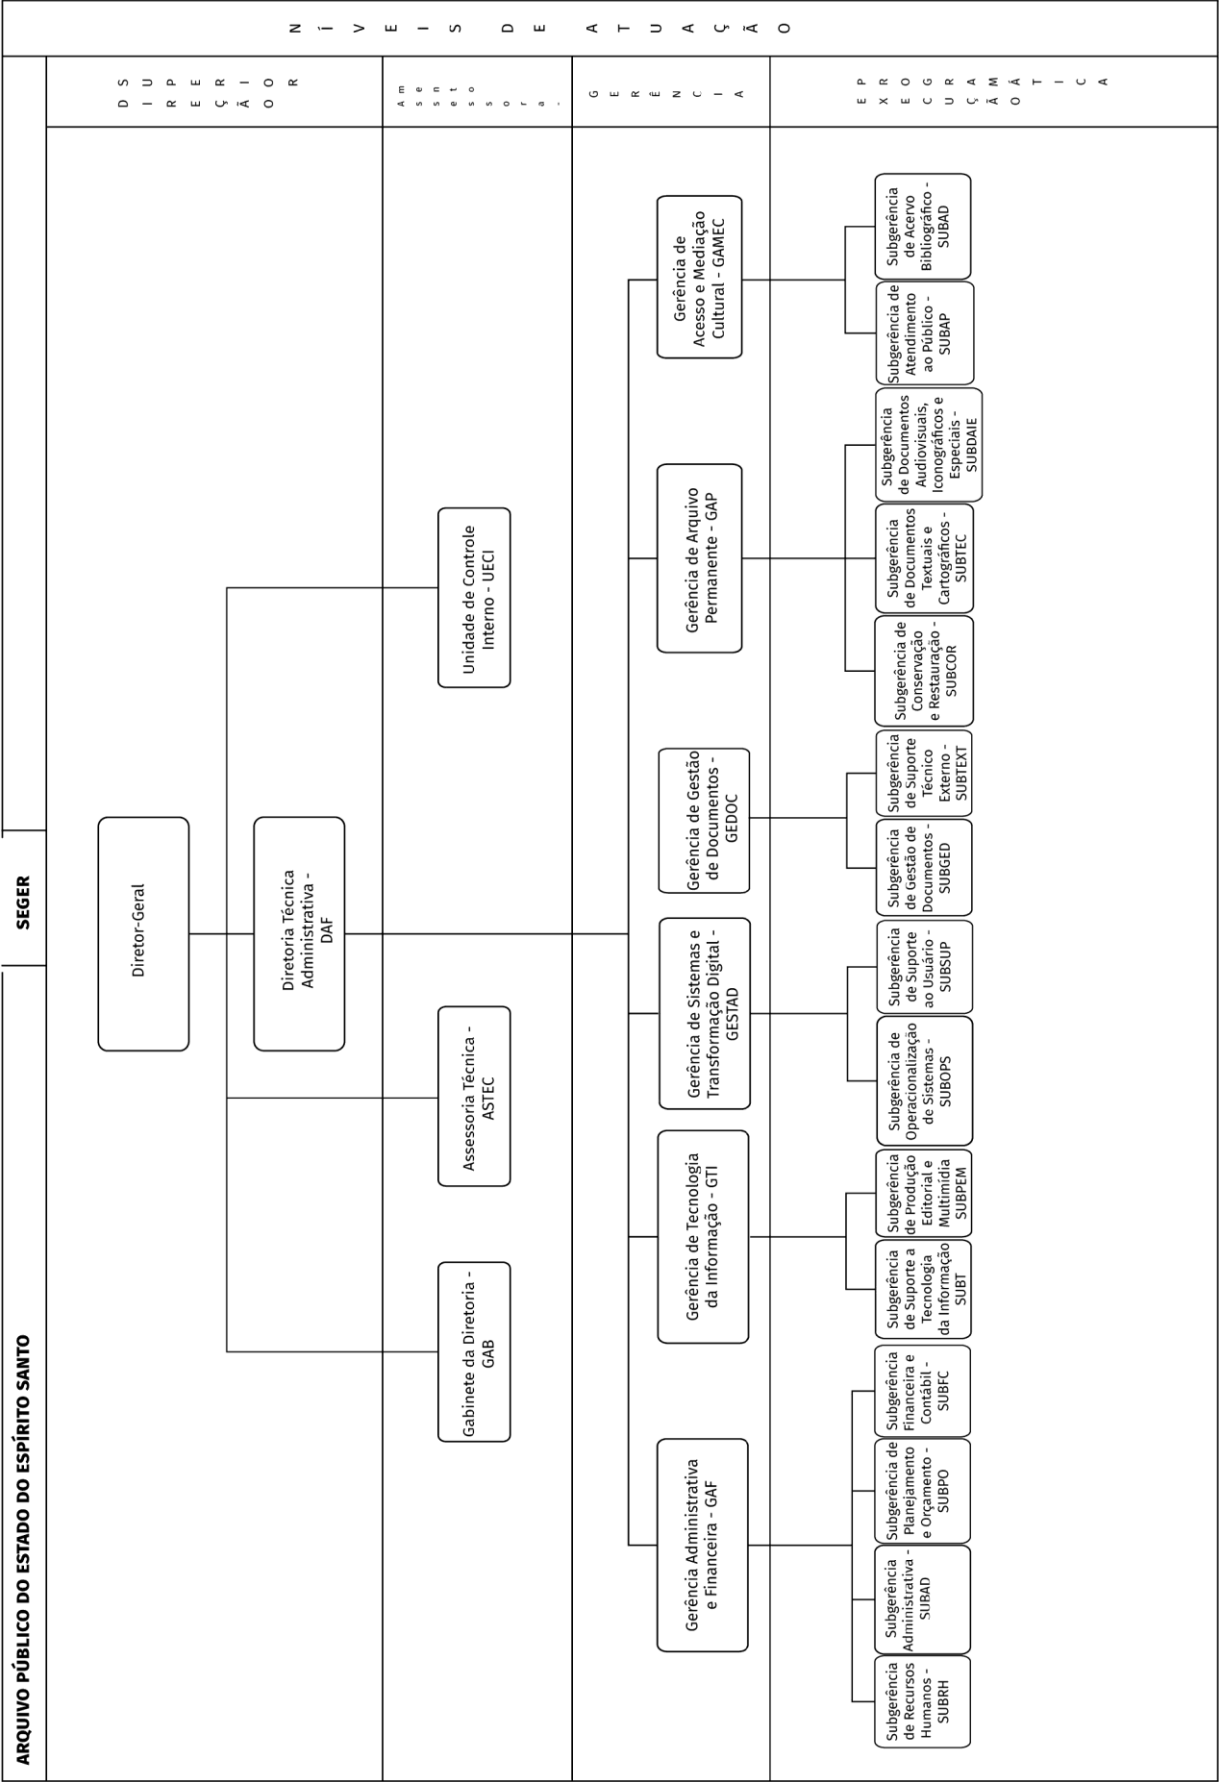 ARQUIVO PÚBLICO DO ESTADO DO ESPÍRITO SANTO
SEGER
NÍVEIS DE ATUAÇÃO
DIREÇÃO
SUPERIOR
Diretor-Geral
Diretoria Técnica
Administrativa -
DAF
Assessora-
mento
Gabinete da Diretoria -
GAB
Assessoria Técnica -
ASTEC
Unidade de Controle
Interno - UECI
GERÊNCIA
Gerência Administrativa
e Financeira - GAF
Gerência de Tecnologia
da Informação - GTI
Gerência de Sistemas e
Transformação Digital -
GESTAD
Gerência de Gestão
de Documentos -
GEDOC
Gerência de Arquivo
Permanente - GAP
Gerência de
Acesso e Mediação
Cultural - GAMEC
EXECUÇÃO
PROGRAMÁTICA
Subgerência
de Recursos
Humanos -
SUBRH
Subgerência
Administrativa -
SUBAD
Subgerência de
Planejamento
e Orçamento -
SUBPO
Subgerência
Financeira e
Contábil -
SUBFC
Subgerência
de Suporte a
Tecnologia
da Informação
SUBT
Subgerência
de Produção
Editorial e
Multimídia
SUBPEM
Subgerência de
Operacionalização
de Sistemas -
SUBOPS
Subgerência
de Suporte
ao Usuário -
SUBSUP
Subgerência
de Gestão de
Documentos -
SUBGED
Subgerência
de Suporte
Técnico
Externo -
SUBTEXT
Subgerência de
Conservação
e Restauração -
SUBCOR
Subgerência
de Documentos
Textuais e
Cartográficos -
SUBTEC
Subgerência
de Documentos
Audiovisuais,
Iconográficos e
Especiais -
SUBDAIE
Subgerência de
Atendimento
ao Público -
SUBAP
Subgerência
de Acervo
Bibliográfico -
SUBAD